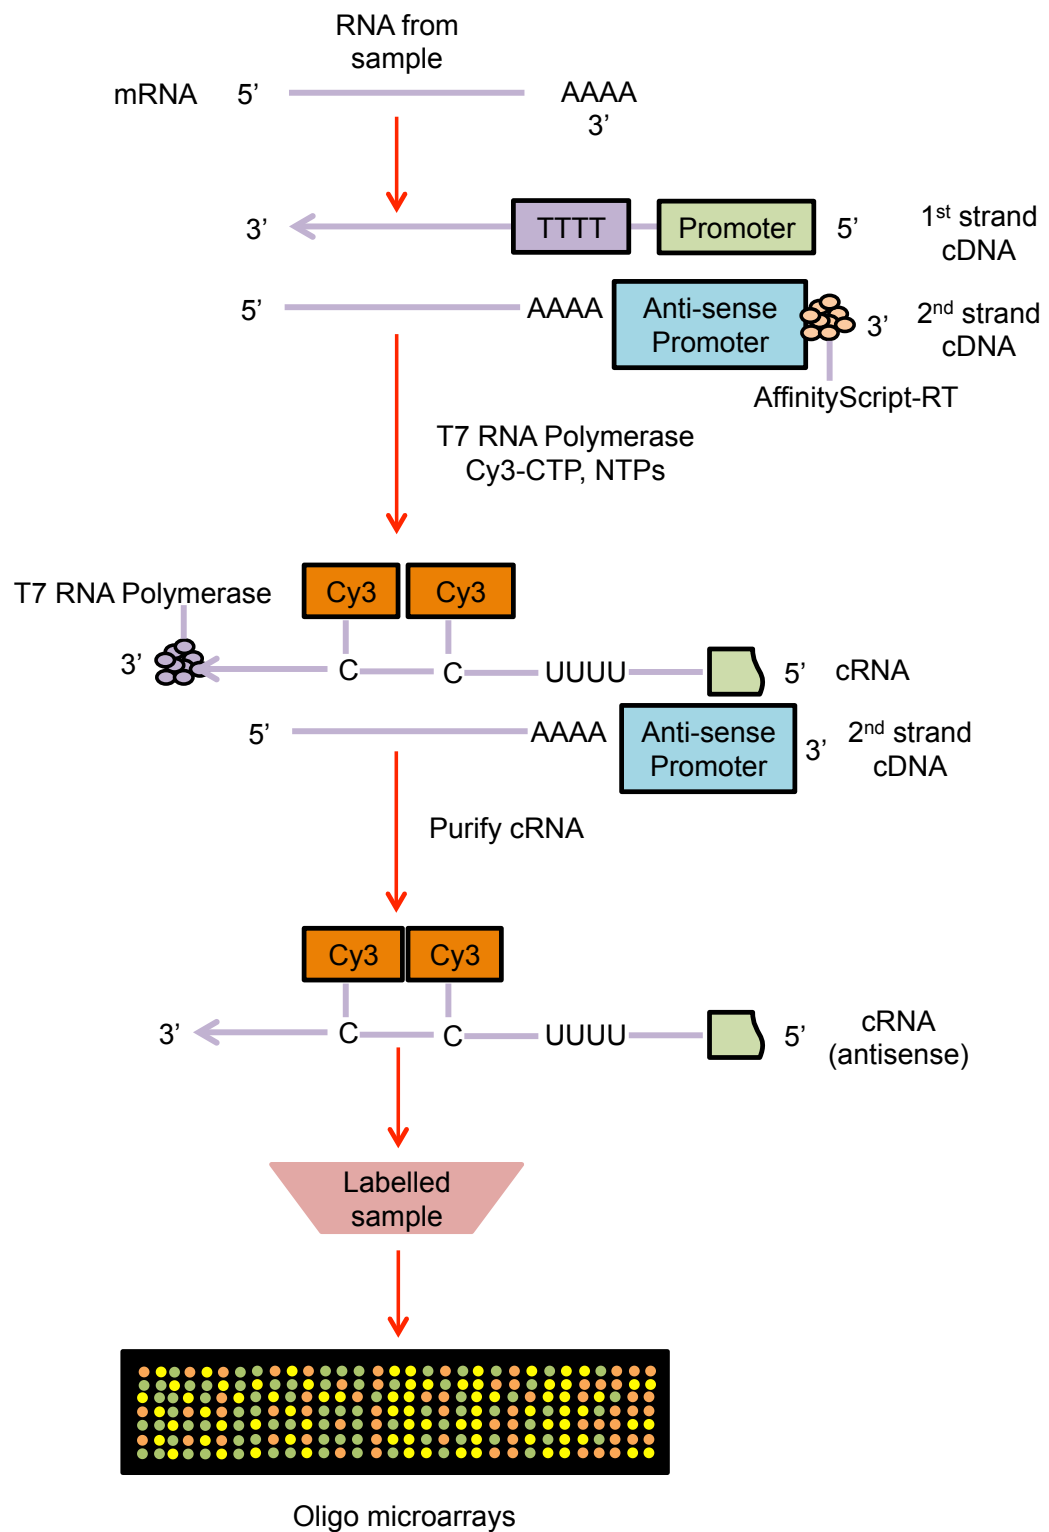 RNA from
sample
mRNA 5’ AAAA
3’
3’ TTTT Promoter 5’ 1st strand
cDNA
5’ AAAA Anti-sense
Promoter 3’ 2nd strand
cDNA
AffinityScript-RT
T7 RNA Polymerase
Cy3-CTP, NTPs
T7 RNA Polymerase Cy3 Cy3
3’ C C UUUU 5’ cRNA
5’ AAAA Anti-sense
Promoter 3’ 2nd strand
cDNA
Purify cRNA
Cy3 Cy3
3’ C C UUUU 5’ cRNA
(antisense)
Labelled
sample
Oligo microarrays